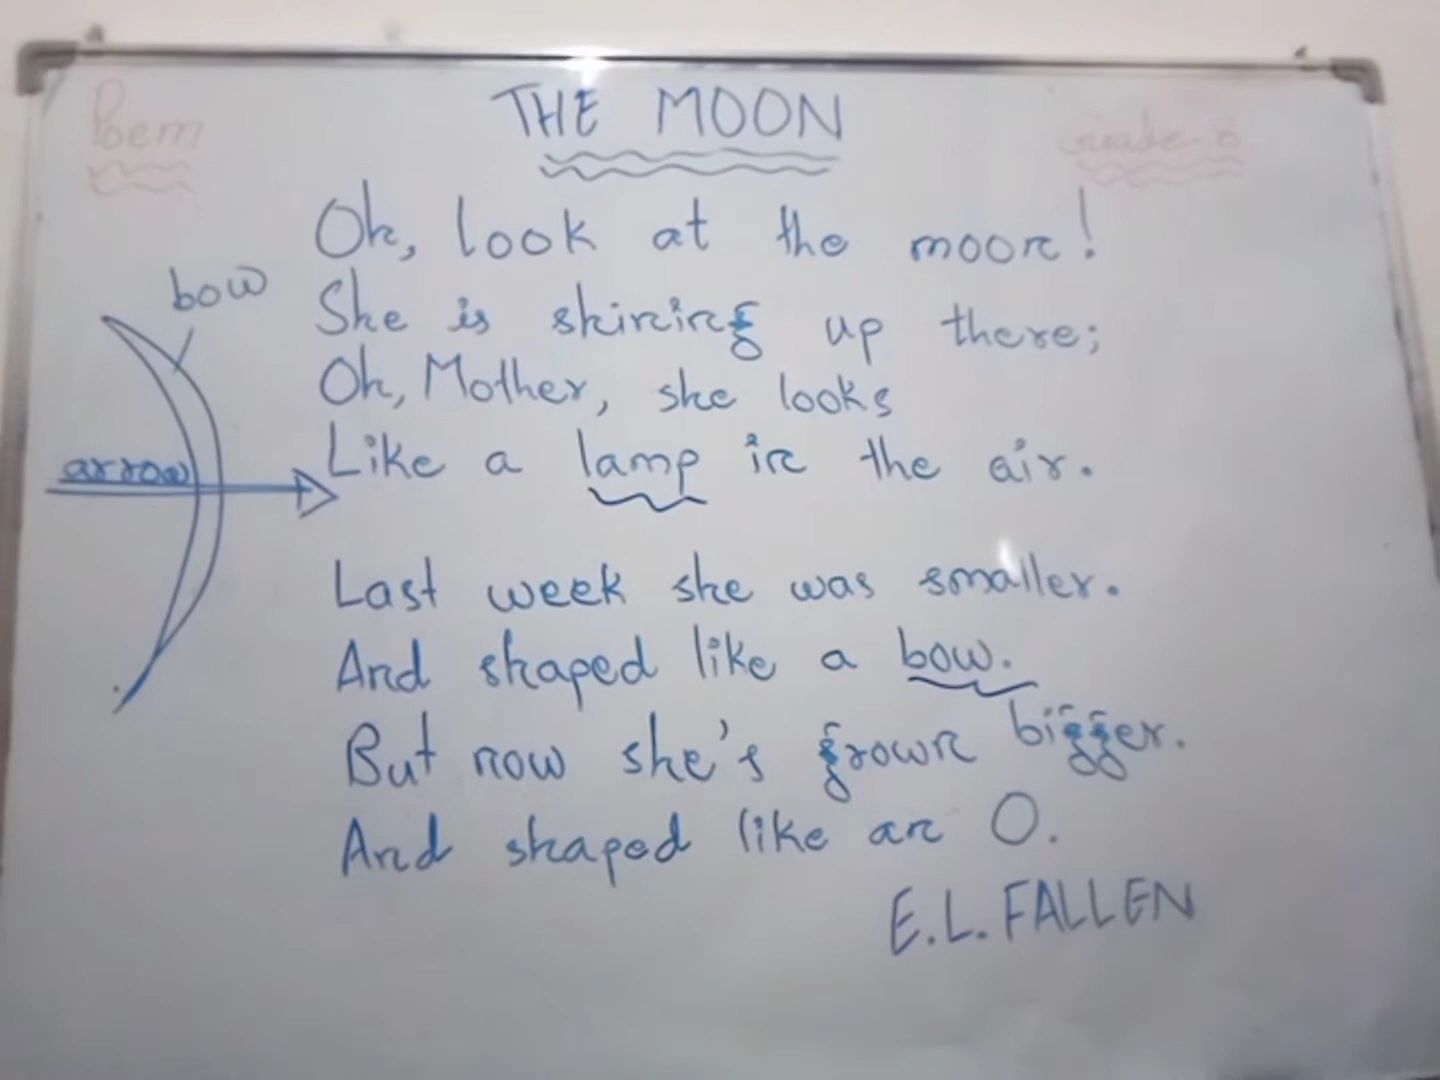 Poem
THE MOON
Grade-6
Oh, look at the moon!
She is shining up there;
Oh, Mother, she looks
Like a lamp in the air.
Last week she was smaller.
And shaped like a bow.
But now she's grown bigger.
And shaped like an O.
E.L. FALLEN
bow
arrow